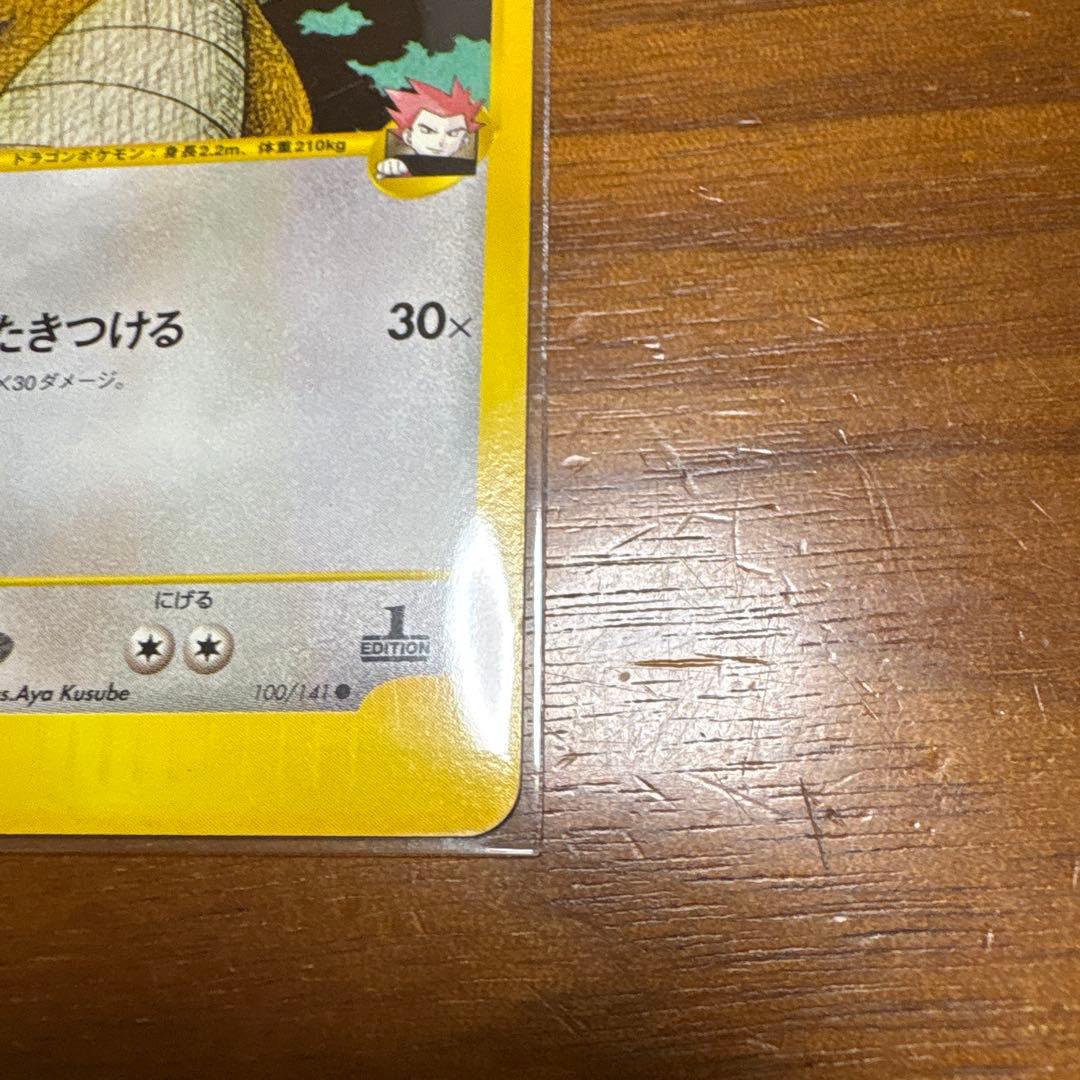 ドラゴンポケモン：身長2.2m、体重210kg
たきつける 30×
×30ダメージ。
にげる
1
EDITION
s.Aya Kusube 100/141